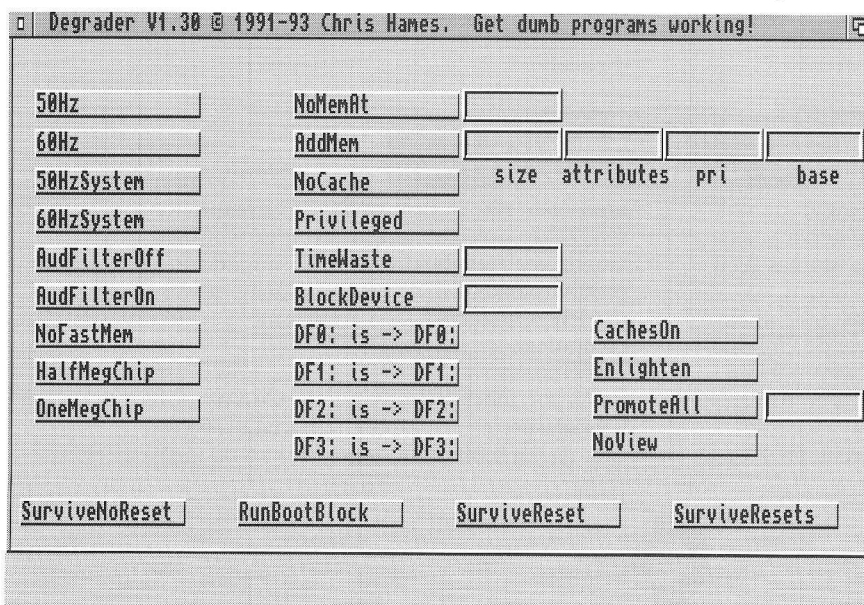 Degrader V1.30 © 1991-93 Chris Hames. Get dumb programs working!
50Hz NoMemAt
60Hz AddMem
50HzSystem NoCache size attributes pri base
60HzSystem Privileged
AudFilterOff TimeWaste
AudFilterOn BlockDevice
NoFastMem DF0: is -> DF0: CachesOn
HalfMegChip DF1: is -> DF1: Enlighten
OneMegChip DF2: is -> DF2: PromoteAll
DF3: is -> DF3: NoView
SurviveNoReset RunBootBlock SurviveReset SurviveResets